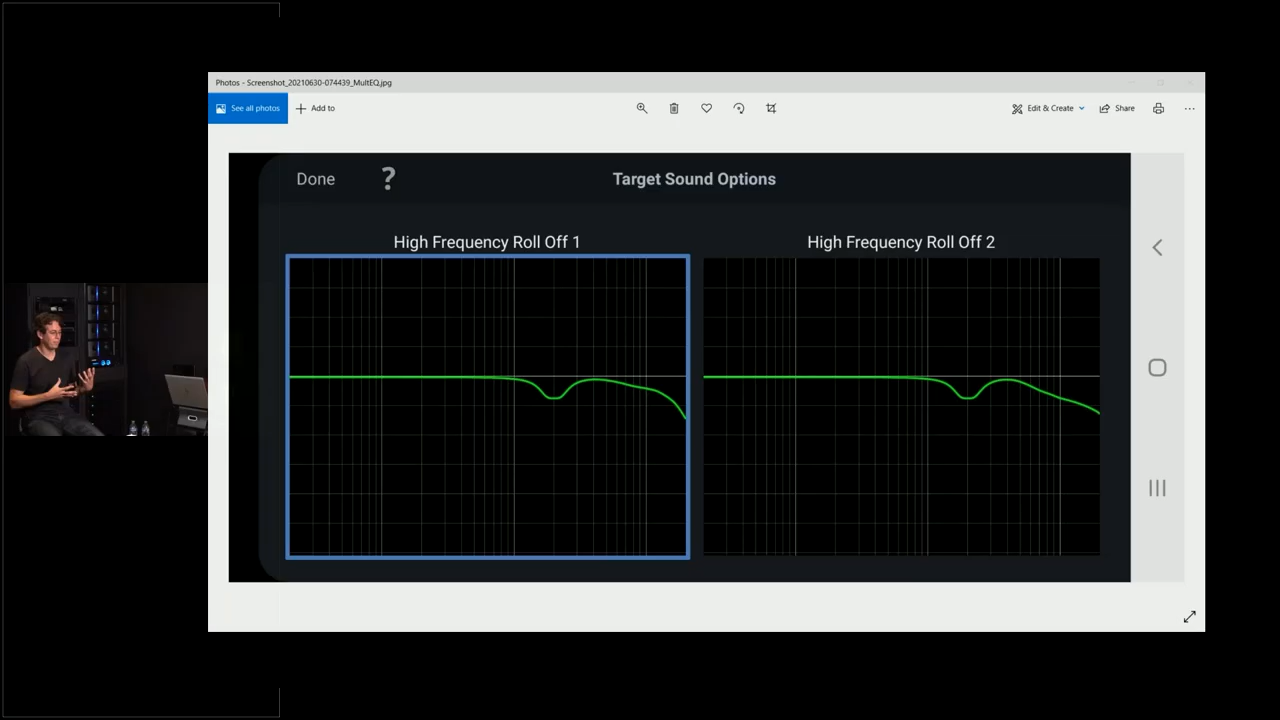 Photos - Screenshot_20210630-074439_MultEQ.jpg
See all photos
Add to
Edit & Create
Share
Done
?
Target Sound Options
High Frequency Roll Off 1
High Frequency Roll Off 2